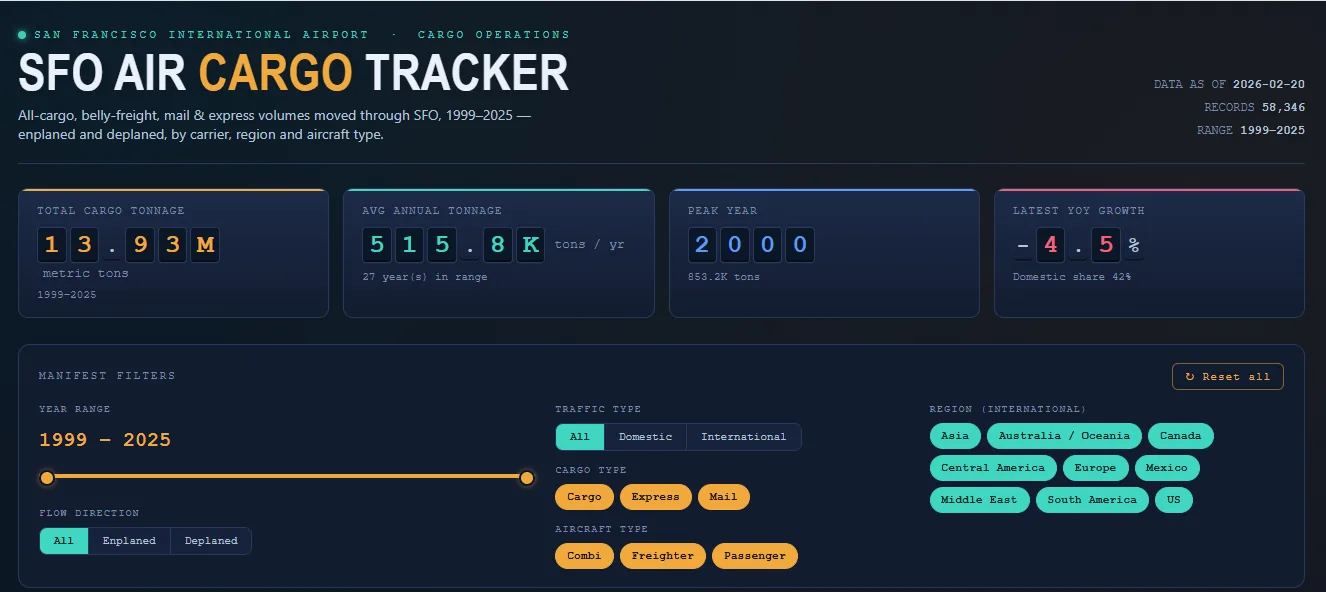 SAN FRANCISCO INTERNATIONAL AIRPORT · CARGO OPERATIONS
SFO AIR CARGO TRACKER
All-cargo, belly-freight, mail & express volumes moved through SFO, 1999–2025 —
enplaned and deplaned, by carrier, region and aircraft type.
DATA AS OF 2026-02-20
RECORDS 58,346
RANGE 1999–2025
TOTAL CARGO TONNAGE
13.93M
metric tons
1999–2025
AVG ANNUAL TONNAGE
515.8K tons / yr
27 year(s) in range
PEAK YEAR
2000
853.2K tons
LATEST YOY GROWTH
−4.5%
Domestic share 42%
MANIFEST FILTERS
↻ Reset all
YEAR RANGE
1999 — 2025
FLOW DIRECTION
All Enplaned Deplaned
TRAFFIC TYPE
All Domestic International
CARGO TYPE
Cargo Express Mail
AIRCRAFT TYPE
Combi Freighter Passenger
REGION (INTERNATIONAL)
Asia Australia / Oceania Canada
Central America Europe Mexico
Middle East South America US